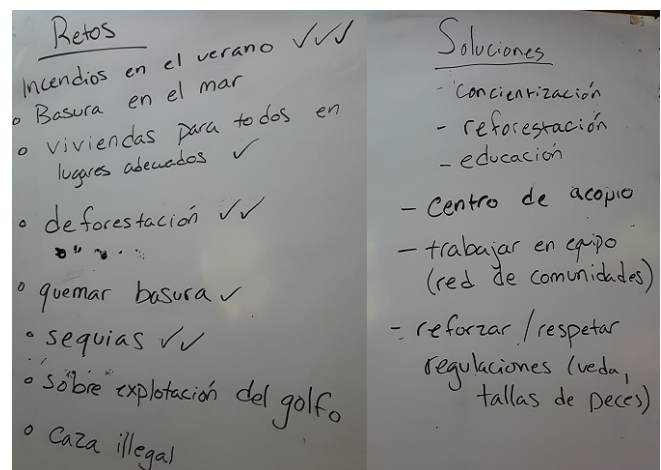 Retos
Incendios en el verano ✓✓✓
° Basura en el mar
° viviendas para todos en
lugares adecuados ✓
° deforestación ✓✓
° quemar basura ✓
° sequias ✓✓
° sobre explotación del golfo
° caza illegal
Soluciones
- concientización
- reforestación
- educación
- centro de acopio
- trabajar en equipo
(red de comunidades)
- reforzar / respetar
regulaciones (veda,
tallas de peces)